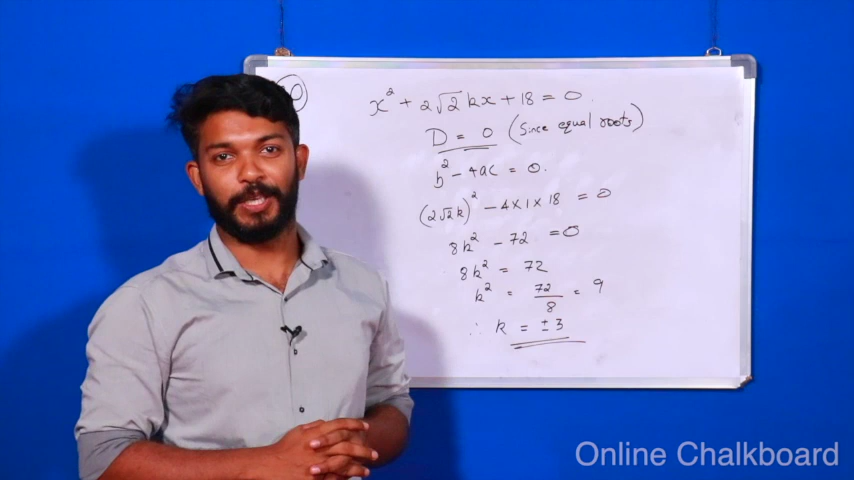 x² + 2√2 kx + 18 = 0.
D = 0 (Since equal roots)
b² - 4ac = 0.
(2√2k)² - 4×1×18 = 0
8k² - 72 = 0
8k² = 72
k² = 72/8 = 9
∴ k = ±3
Online Chalkboard